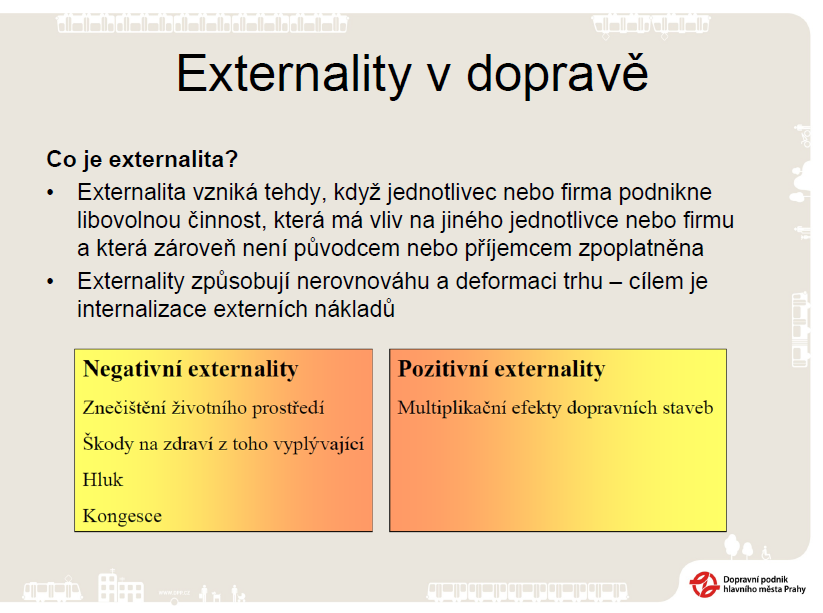 Externality v dopravě
Co je externalita?
• Externalita vzniká tehdy, když jednotlivec nebo firma podnikne
libovolnou činnost, která má vliv na jiného jednotlivce nebo firmu
a která zároveň není původcem nebo příjemcem zpoplatněna
• Externality způsobují nerovnováhu a deformaci trhu – cílem je
internalizace externích nákladů
Negativní externality
Znečištění životního prostředí
Škody na zdraví z toho vyplývající
Hluk
Kongesce
Pozitivní externality
Multiplikační efekty dopravních staveb
Dopravní podnik
hlavního města Prahy